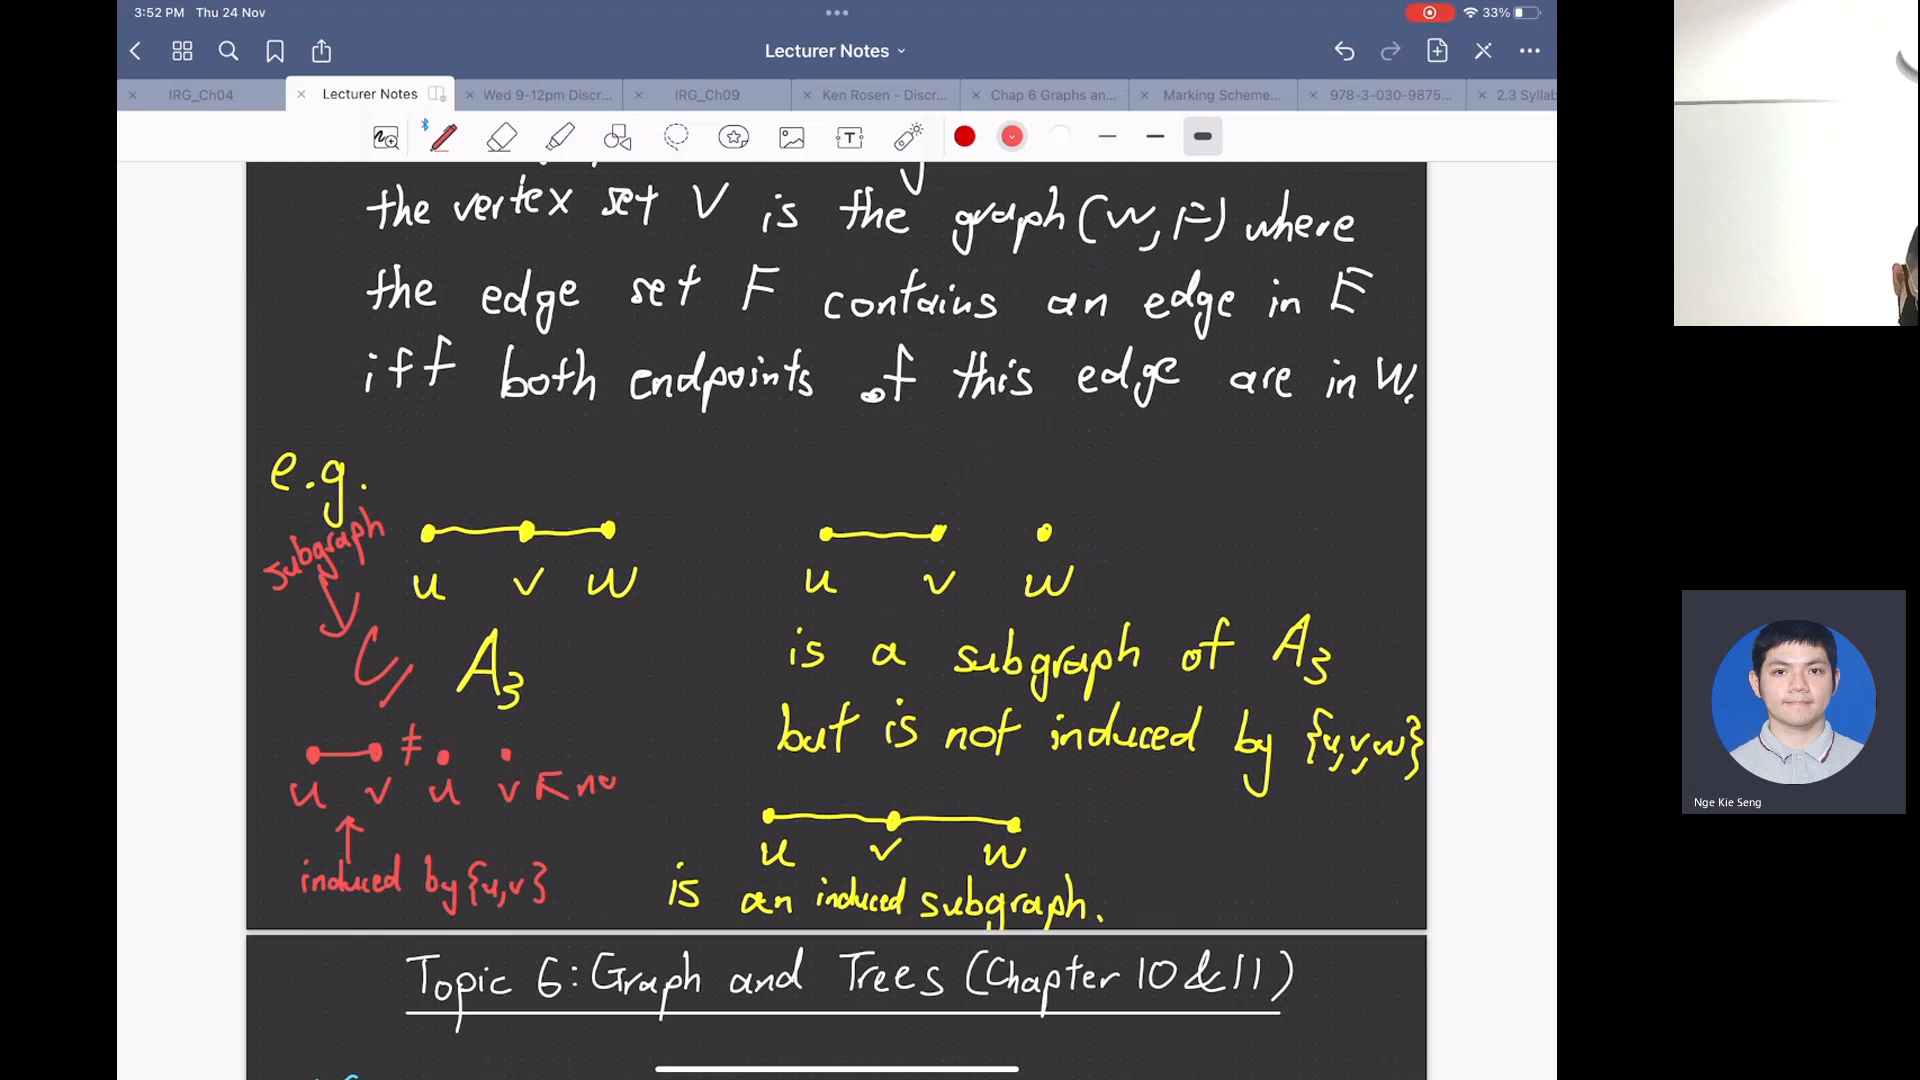 3:52 PM Thu 24 Nov
33%
Lecturer Notes
IRG_Ch04
Lecturer Notes
Wed 9-12pm Discr...
IRG_Ch09
Ken Rosen - Discr...
Chap 6 Graphs an...
Marking Scheme...
978-3-030-9875...
2.3 Syllab
the vertex set V is the graph (W, F) where
the edge set F contains an edge in E
iff both endpoints of this edge are in W.
e.g.
subgraph
u v w
u v w
A3
is a subgraph of A3
but is not induced by {u,v,w}
≠
u v u v
induced by {u,v}
u v w
is an induced subgraph.
Topic 6: Graph and Trees (Chapter 10 & 11)
Nge Kie Seng